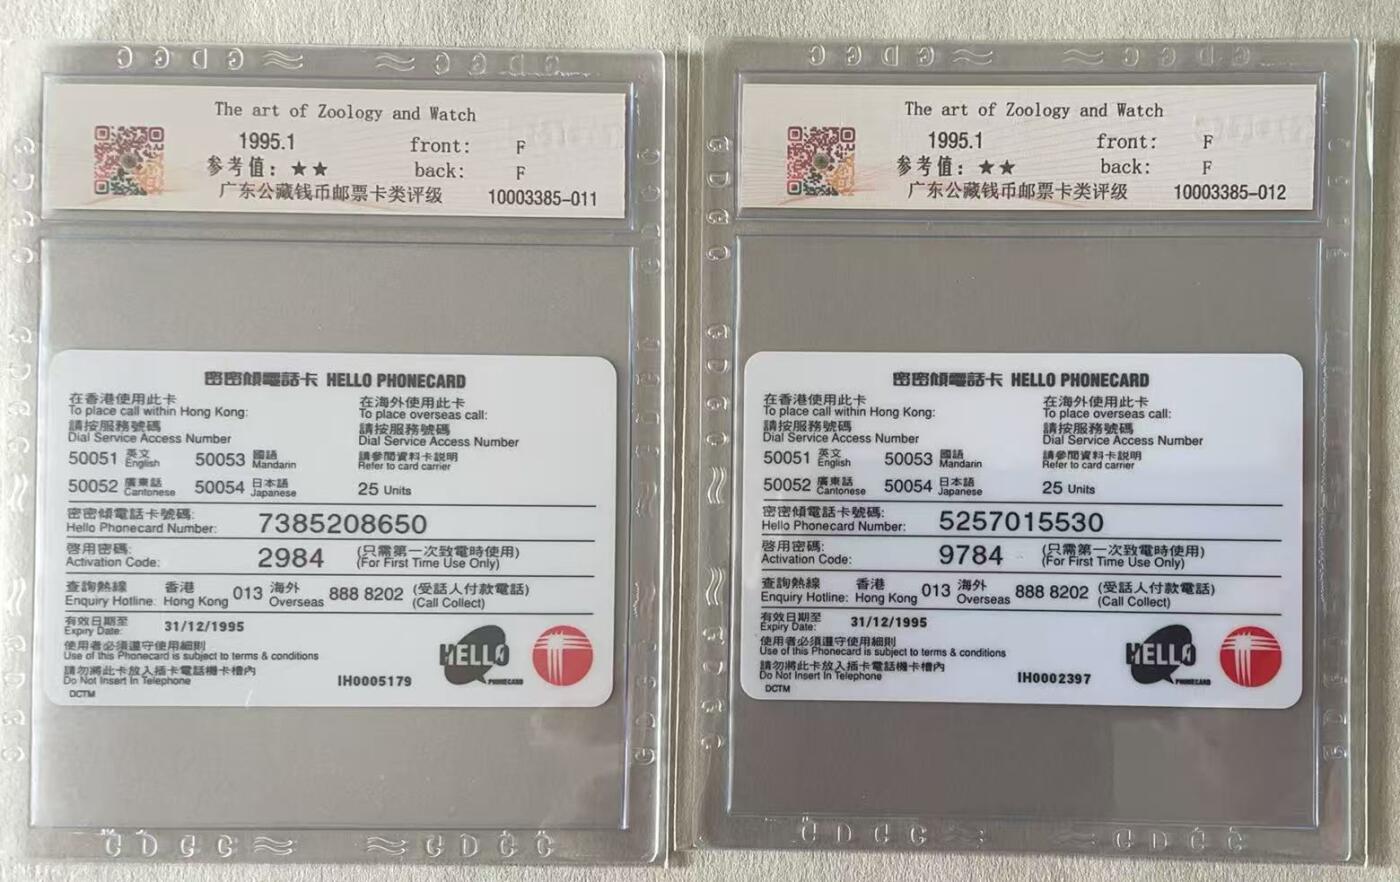 GDGC GDGC
The art of Zoology and Watch
1995.1 front: F
参考值：★★ back: F
广东公藏钱币邮票卡类评级 10003385-011
密密傾電話卡 HELLO PHONECARD
在香港使用此卡
To place call within Hong Kong:
請按服務號碼
Dial Service Access Number
50051 英文 English 50053 國語 Mandarin
50052 廣東話 Cantonese 50054 日本語 Japanese
在海外使用此卡
To place overseas call:
請按服務號碼
Dial Service Access Number
請參閱資料卡説明
Refer to card carrier
25 Units
密密傾電話卡號碼:
Hello Phonecard Number: 7385208650
啓用密碼:
Activation Code: 2984 (只需第一次致電時使用)
(For First Time Use Only)
查詢熱線 香港 013 海外 888 8202 (受話人付款電話)
Enquiry Hotline: Hong Kong Overseas (Call Collect)
有效日期至
Expiry Date: 31/12/1995
使用者必須遵守使用細則
Use of this Phonecard is subject to terms & conditions
請勿將此卡放入插卡電話機卡槽內
Do Not Insert In Telephone
DCTM
IH0005179
HELLO
PHONECARD
GDGC GDGC
GDGC GDGC
The art of Zoology and Watch
1995.1 front: F
参考值：★★ back: F
广东公藏钱币邮票卡类评级 10003385-012
密密傾電話卡 HELLO PHONECARD
在香港使用此卡
To place call within Hong Kong:
請按服務號碼
Dial Service Access Number
50051 英文 English 50053 國語 Mandarin
50052 廣東話 Cantonese 50054 日本語 Japanese
在海外使用此卡
To place overseas call:
請按服務號碼
Dial Service Access Number
請參閱資料卡説明
Refer to card carrier
25 Units
密密傾電話卡號碼:
Hello Phonecard Number: 5257015530
啓用密碼:
Activation Code: 9784 (只需第一次致電時使用)
(For First Time Use Only)
查詢熱線 香港 013 海外 888 8202 (受話人付款電話)
Enquiry Hotline: Hong Kong Overseas (Call Collect)
有效日期至
Expiry Date: 31/12/1995
使用者必須遵守使用細則
Use of this Phonecard is subject to terms & conditions
請勿將此卡放入插卡電話機卡槽內
Do Not Insert In Telephone
DCTM
IH0002397
HELLO
PHONECARD
GDGC GDGC